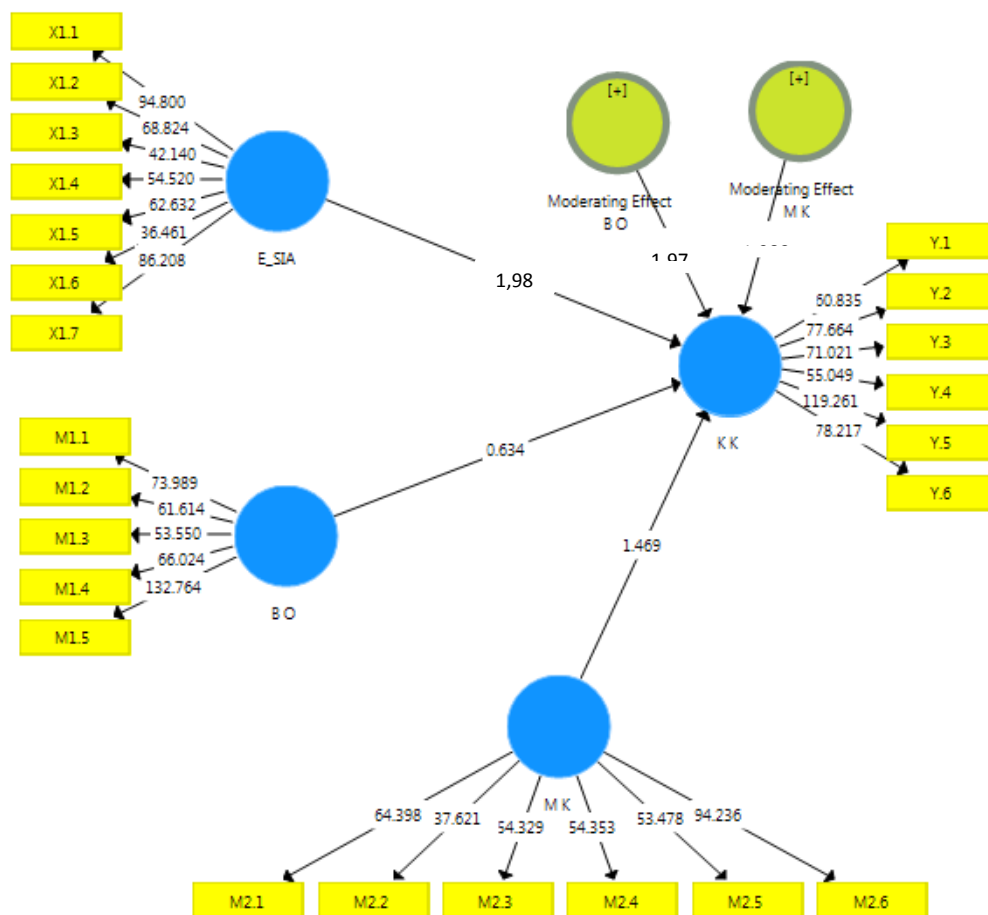 X1.1
X1.2
X1.3
X1.4
X1.5
X1.6
X1.7
94.800
68.824
42.140
54.520
62.632
36.461
86.208
E_SIA
[+]
Moderating Effect
B O
[+]
Moderating Effect
M K
1,98
1.97
Y.1
Y.2
Y.3
Y.4
Y.5
Y.6
60.835
77.664
71.021
55.049
119.261
78.217
K K
M1.1
M1.2
M1.3
M1.4
M1.5
73.989
61.614
53.550
66.024
132.764
B O
0.634
1.469
M K
64.398
37.621
54.329
54.353
53.478
94.236
M2.1
M2.2
M2.3
M2.4
M2.5
M2.6